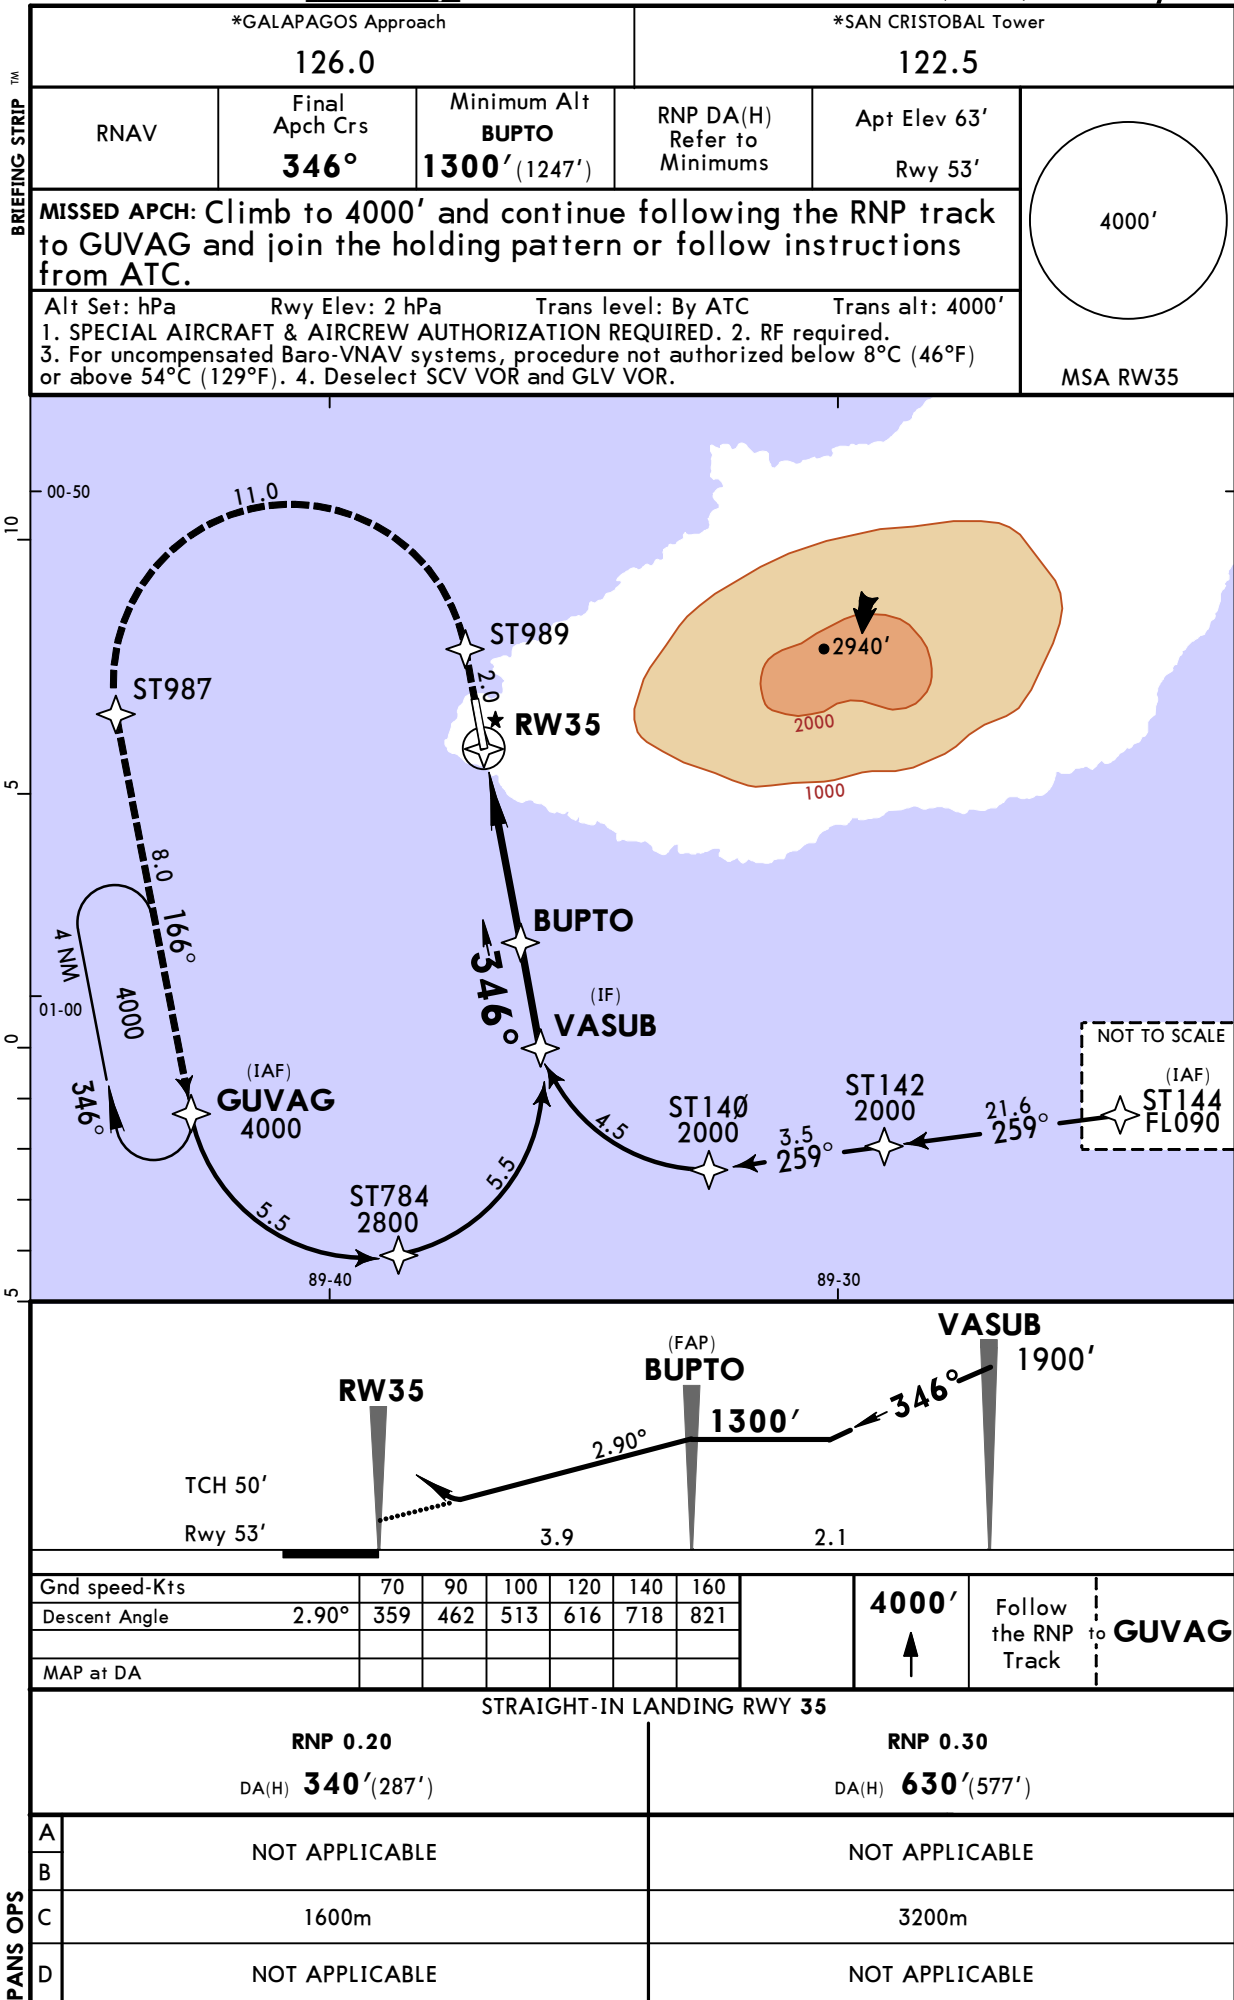 *GALAPAGOS Approach
126.0
*SAN CRISTOBAL Tower
122.5
BRIEFING STRIP TM
RNAV
Final
Apch Crs
346°
Minimum Alt
BUPTO
1300'(1247')
RNP DA(H)
Refer to
Minimums
Apt Elev 63'
Rwy 53'
4000'
MSA RW35
MISSED APCH: Climb to 4000' and continue following the RNP track
to GUVAG and join the holding pattern or follow instructions
from ATC.
Alt Set: hPa Rwy Elev: 2 hPa Trans level: By ATC Trans alt: 4000'
1. SPECIAL AIRCRAFT & AIRCREW AUTHORIZATION REQUIRED. 2. RF required.
3. For uncompensated Baro-VNAV systems, procedure not authorized below 8°C (46°F)
or above 54°C (129°F). 4. Deselect SCV VOR and GLV VOR.
00-50
11.0
10
ST989
2940'
ST987
2.0
RW35
2000
1000
5
8.0
166°
4 NM
4000
BUPTO
346°
(IF)
VASUB
01-00
0
NOT TO SCALE
(IAF)
ST144
FL090
21.6
259°
ST142
2000
3.5
259°
ST140
2000
4.5
346°
(IAF)
GUVAG
4000
5.5
ST784
2800
5.5
89-40
89-30
5
VASUB
1900'
(FAP)
BUPTO
RW35
346°
1300'
2.90°
TCH 50'
Rwy 53'
3.9
2.1
Gnd speed-Kts 70 90 100 120 140 160
Descent Angle 2.90° 359 462 513 616 718 821
MAP at DA
4000'
Follow
the RNP
Track
to GUVAG
STRAIGHT-IN LANDING RWY 35
RNP 0.20
DA(H) 340'(287')
RNP 0.30
DA(H) 630'(577')
A
B
NOT APPLICABLE
NOT APPLICABLE
C 1600m 3200m
D NOT APPLICABLE NOT APPLICABLE
PANS OPS